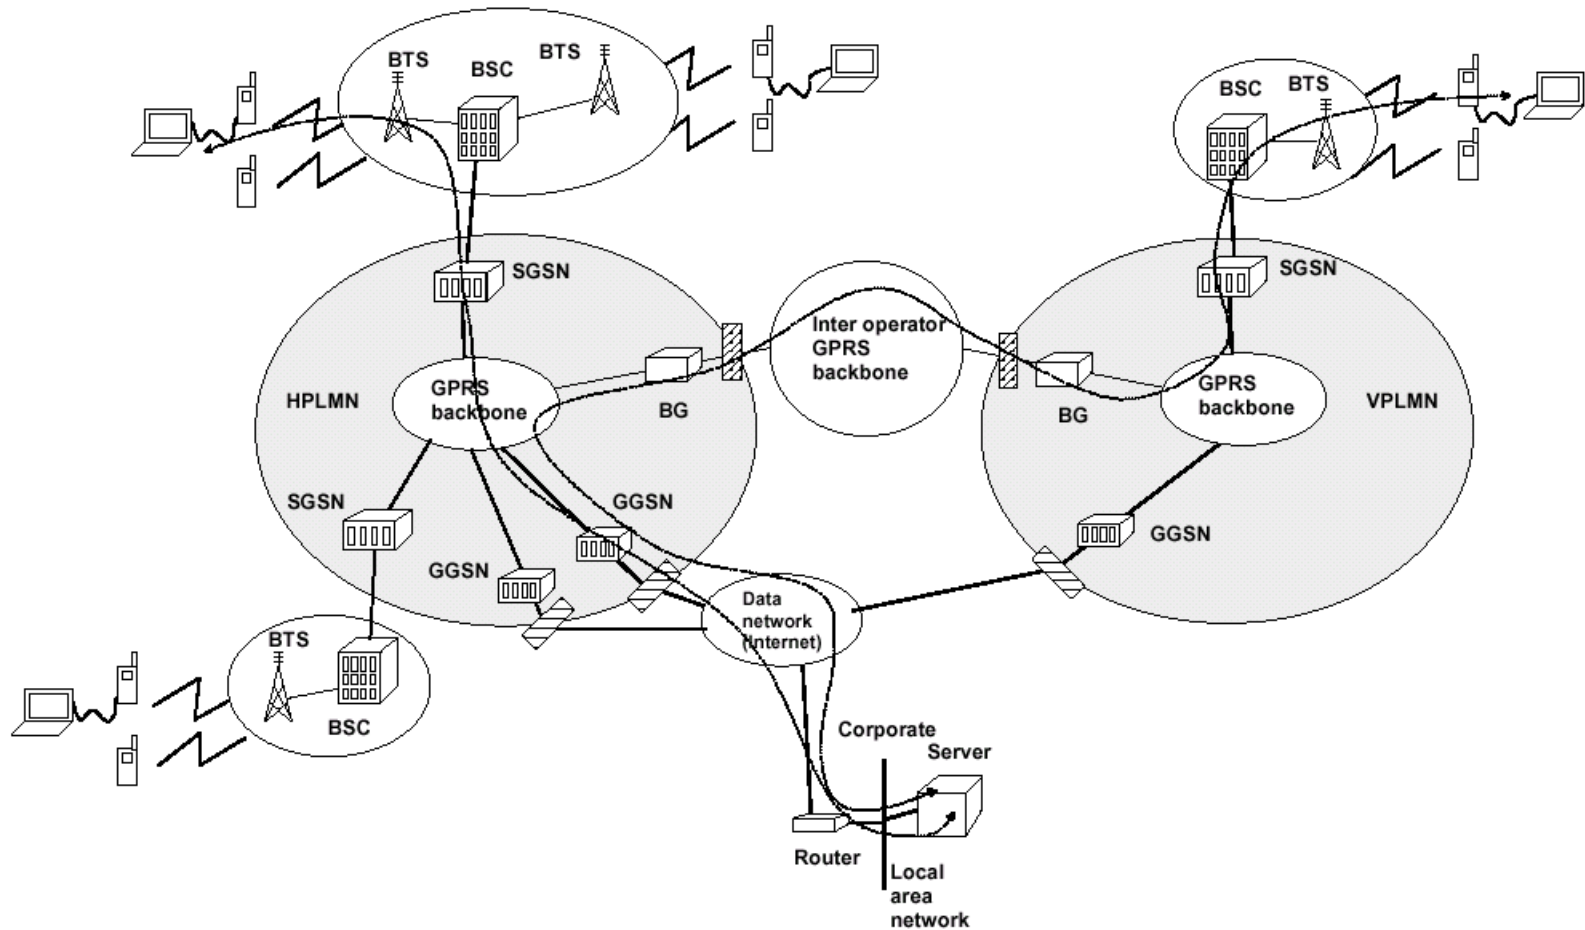 BTS
BSC
BTS
BSC
BTS
SGSN
SGSN
Inter operator
GPRS
backbone
HPLMN
GPRS
backbone
BG
BG
GPRS
backbone
VPLMN
SGSN
GGSN
GGSN
GGSN
Data
network
(Internet)
BTS
BSC
Corporate
Server
Router
Local
area
network